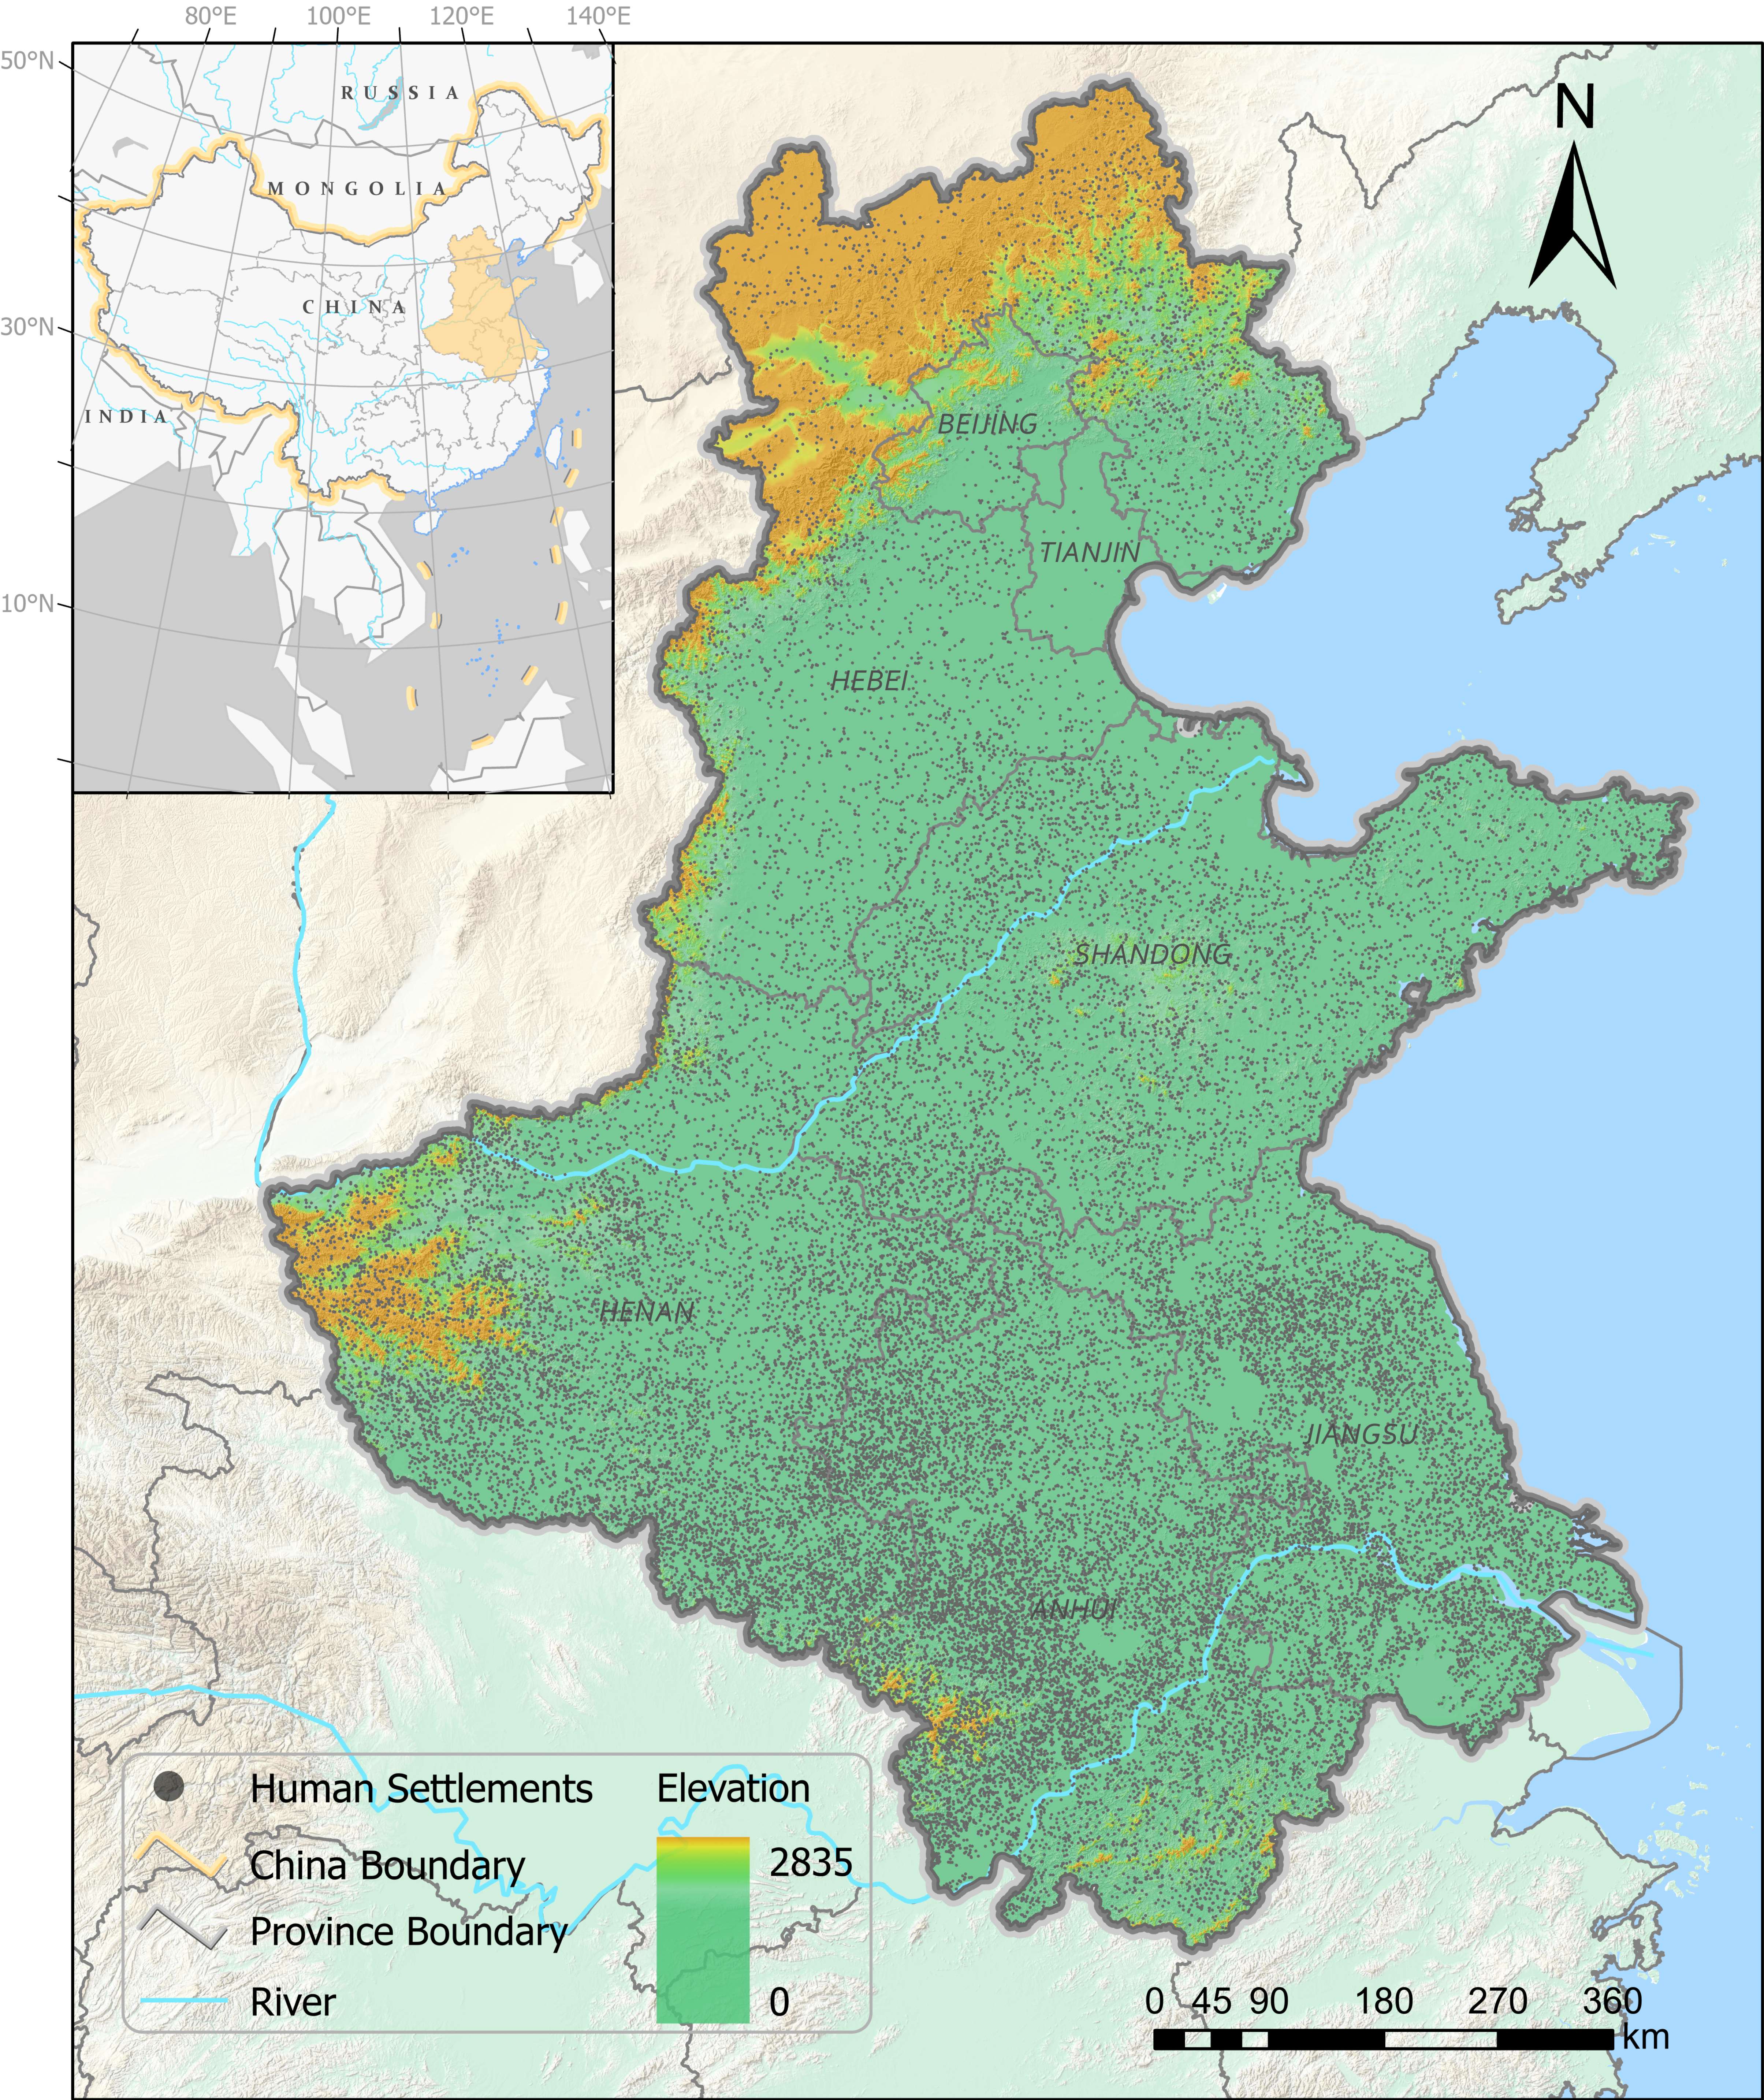 80°E 100°E 120°E 140°E
50°N
30°N
10°N
RUSSIA
MONGOLIA
CHINA
INDIA
N
BEIJING
TIANJIN
HEBEI
SHANDONG
HENAN
JIANGSU
ANHUI
Human Settlements
China Boundary
Province Boundary
River
Elevation
2835
0
0 45 90 180 270 360
km